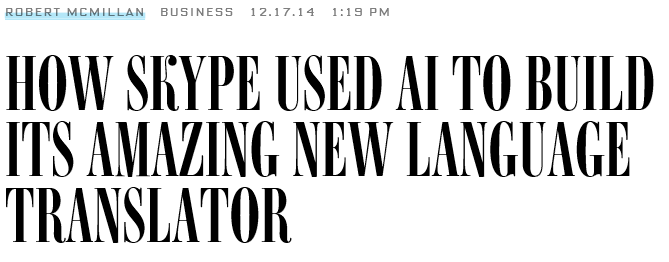 ROBERT MCMILLAN BUSINESS 12.17.14 1:19 PM
HOW SKYPE USED AI TO BUILD
ITS AMAZING NEW LANGUAGE
TRANSLATOR